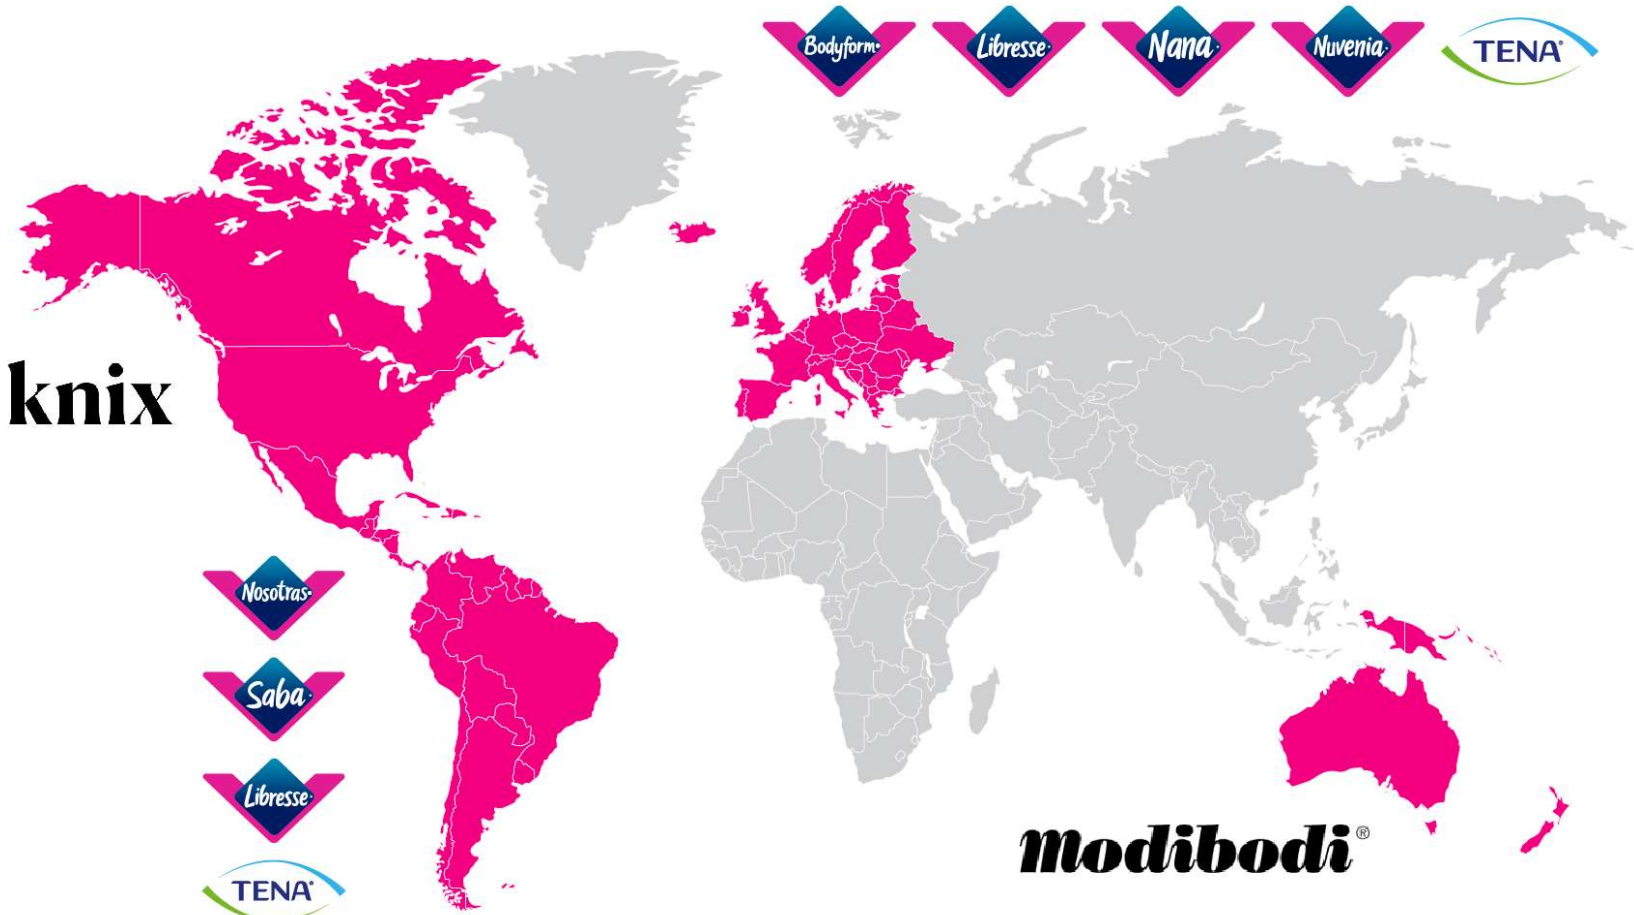 Bodyform
Libresse
Nana
Nuvenia
TENA®
knix
Nosotras
Saba
Libresse
TENA®
Modibodi®